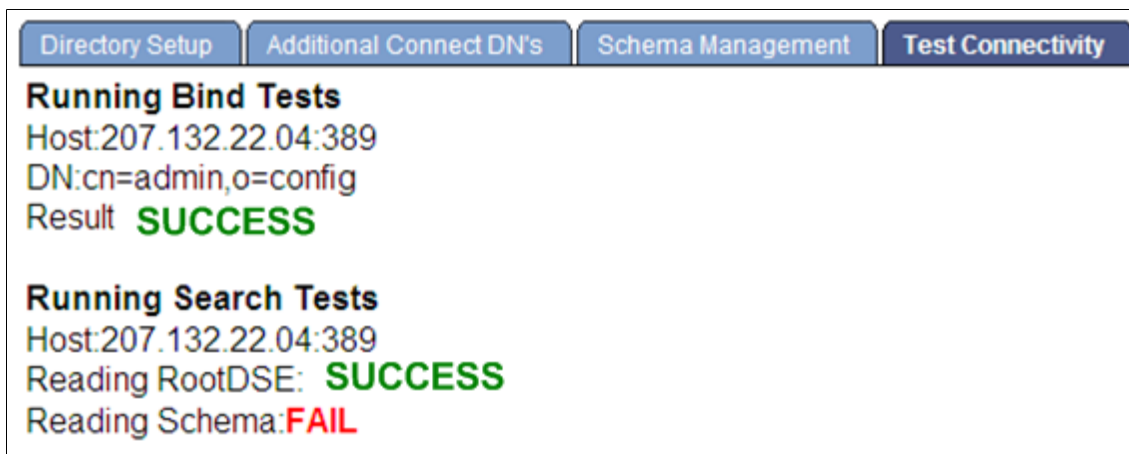 Directory Setup Additional Connect DN's Schema Management Test Connectivity
Running Bind Tests
Host:207.132.22.04:389
DN:cn=admin,o=config
Result SUCCESS
Running Search Tests
Host:207.132.22.04:389
Reading RootDSE: SUCCESS
Reading Schema:FAIL